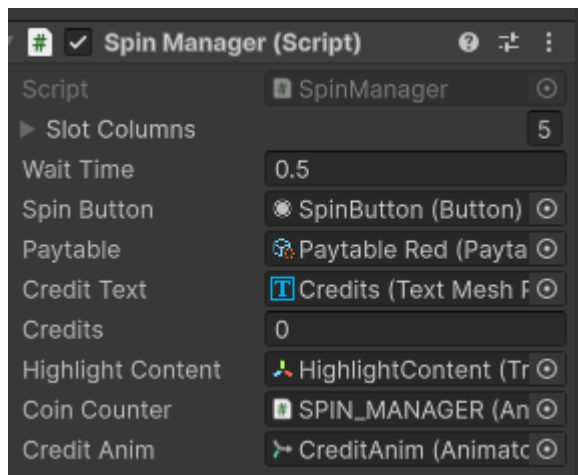 # Spin Manager (Script)
Script # SpinManager
Slot Columns 5
Wait Time 0.5
Spin Button SpinButton (Button)
Paytable Paytable Red (Payta
Credit Text T Credits (Text Mesh P
Credits 0
Highlight Content HighlightContent (Tr
Coin Counter # SPIN_MANAGER (An
Credit Anim CreditAnim (Animatc